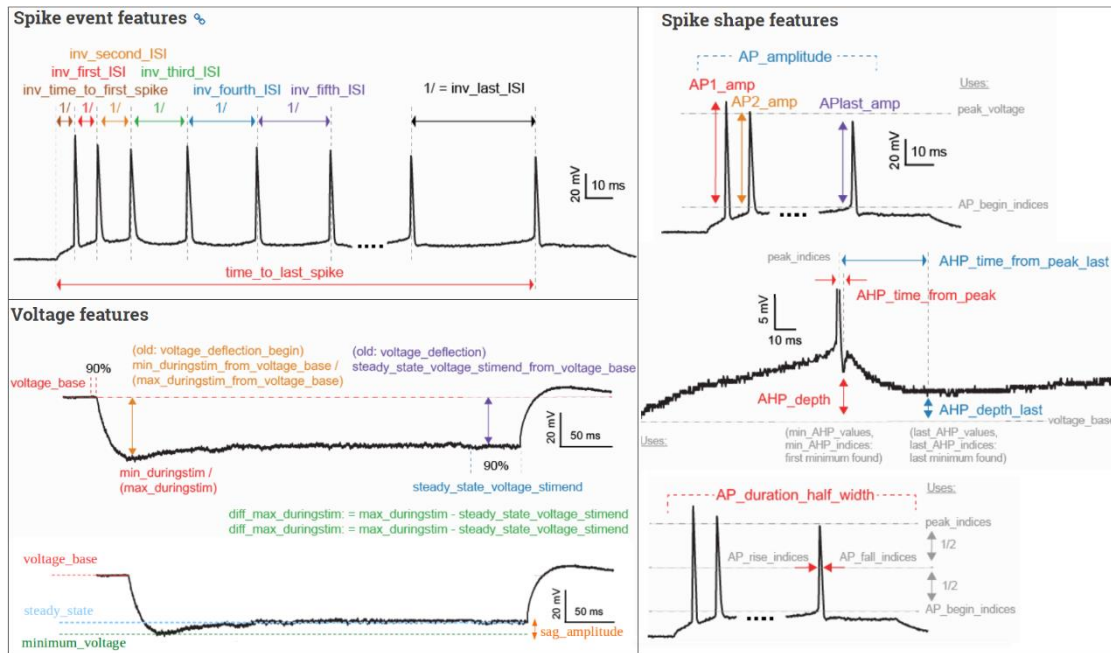 Spike event features
inv_second_ISI
inv_first_ISI inv_third_ISI
inv_time_to_first_spike inv_fourth_ISI inv_fifth_ISI 1/ = inv_last_ISI
1/ 1/ 1/ 1/ 1/ 1/
20 mV
10 ms
time_to_last_spike
Voltage features
(old: voltage_deflection_begin) (old: voltage_deflection)
90% min_duringstim_from_voltage_base / steady_state_voltage_stimend_from_voltage_base
voltage_base (max_duringstim_from_voltage_base)
20 mV
50 ms
min_duringstim / 90%
(max_duringstim) steady_state_voltage_stimend
diff_max_duringstim: = max_duringstim - steady_state_voltage_stimend
diff_max_duringstim: = max_duringstim - steady_state_voltage_stimend
voltage_base
20 mV
50 ms
steady_state
sag_amplitude
minimum_voltage
Spike shape features
AP_amplitude
Uses:
AP1_amp
AP2_amp APlast_amp
peak_voltage
20 mV
10 ms
AP_begin_indices
peak_indices
AHP_time_from_peak_last
AHP_time_from_peak
5 mV
10 ms
AHP_depth
AHP_depth_last
voltage_base
Uses: (min_AHP_values, (last_AHP_values,
min_AHP_indices: last_AHP_indices:
first minimum found) last minimum found)
Uses:
AP_duration_half_width
peak_indices
1/2
AP_rise_indices AP_fall_indices
1/2
AP_begin_indices